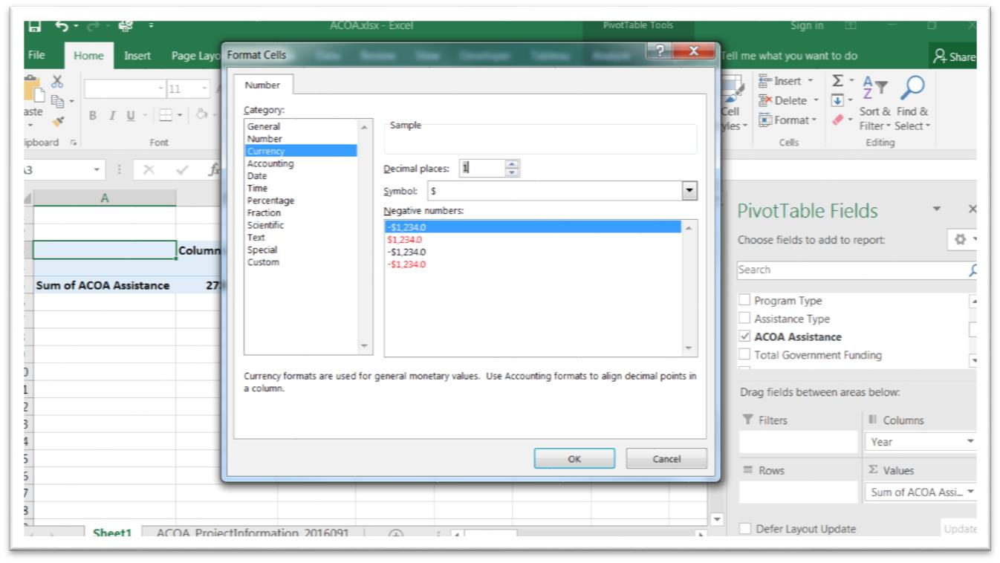 ACOA.xlsx - Excel
PivotTable Tools
Sign in
File
Home
Insert
Page Layo
Format Cells
?
X
Tell me what you want to do
Share
Number
Category:
General
Number
Currency
Accounting
Date
Time
Percentage
Fraction
Scientific
Text
Special
Custom
Sample
Decimal places: 1
Symbol: $
Negative numbers:
-$1,234.0
$1,234.0
-$1,234.0
-$1,234.0
Currency formats are used for general monetary values. Use Accounting formats to align decimal points in
a column.
OK
Cancel
aste
ipboard
11
B I U
Font
Cell
yles
Insert
Delete
Format
Cells
Σ
A
Z
Sort & Find &
Filter Select
Editing
A3
fx
A
Column
Sum of ACOA Assistance 27
0
1
2
3
4
5
6
7
8
PivotTable Fields
Choose fields to add to report:
Search
Program Type
Assistance Type
ACOA Assistance
Total Government Funding
Drag fields between areas below:
Filters
Columns
Year
Rows
Σ Values
Sum of ACOA Assi...
Defer Layout Update
Update
Sheet1
ACOA_ProjectInformation_2016091